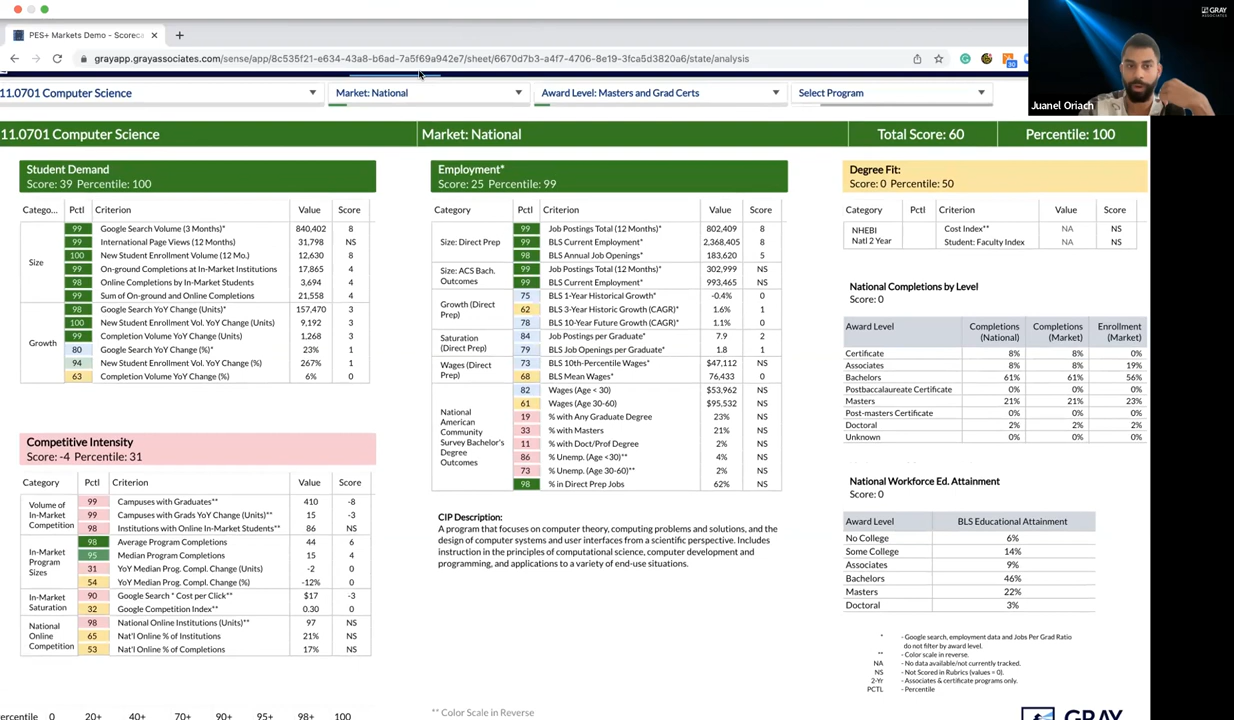 GRAY
ASSOCIATES
PES+ Markets Demo - Scoreca
grayapp.grayassociates.com/sense/app/8c535f21-e634-43a8-b6ad-7a5f69a942e7/sheet/6670d7b3-a4f7-4706-8e19-3fca5d3820a6/state/analysis
30
Juanel Oriach
11.0701 Computer Science
Market: National
Award Level: Masters and Grad Certs
Select Program
11.0701 Computer Science
Market: National
Total Score: 60
Percentile: 100
Student Demand
Score: 39 Percentile: 100
Catego... Pctl Criterion Value Score
Size
99 Google Search Volume (3 Months)* 840,402 8
99 International Page Views (12 Months) 31,798 NS
100 New Student Enrollment Volume (12 Mo.) 12,630 8
99 On-ground Completions at In-Market Institutions 17,865 4
98 Online Completions by In-Market Students 3,694 4
99 Sum of On-ground and Online Completions 21,558 4
Growth
98 Google Search YoY Change (Units)* 157,470 3
100 New Student Enrollment Vol. YoY Change (Units) 9,192 3
99 Completion Volume YoY Change (Units) 1,268 3
80 Google Search YoY Change (%)* 23% 1
94 New Student Enrollment Vol. YoY Change (%) 267% 1
63 Completion Volume YoY Change (%) 6% 0
Competitive Intensity
Score: -4 Percentile: 31
Category Pctl Criterion Value Score
Volume of
In-Market
Competition
99 Campuses with Graduates** 410 -8
99 Campuses with Grads YoY Change (Units)** 15 -3
98 Institutions with Online In-Market Students** 86 NS
In-Market
Program
Sizes
98 Average Program Completions 44 6
95 Median Program Completions 15 4
31 YoY Median Prog. Compl. Change (Units) -2 0
54 YoY Median Prog. Compl. Change (%) -12% 0
In-Market
Saturation
90 Google Search * Cost per Click** $17 -3
32 Google Competition Index** 0.30 0
National
Online
Competition
98 National Online Institutions (Units)** 97 NS
65 Nat'l Online % of Institutions 21% NS
53 Nat'l Online % of Completions 17% NS
ercentile 0 20+ 40+ 70+ 90+ 95+ 98+ 100
Employment*
Score: 25 Percentile: 99
Category Pctl Criterion Value Score
Size: Direct Prep
99 Job Postings Total (12 Months)* 802,409 8
99 BLS Current Employment* 2,368,405 8
98 BLS Annual Job Openings* 183,620 5
Size: ACS Bach.
Outcomes
99 Job Postings Total (12 Months)* 302,999 NS
99 BLS Current Employment* 993,465 NS
Growth (Direct
Prep)
75 BLS 1-Year Historical Growth* -0.4% 0
62 BLS 3-Year Historic Growth (CAGR)* 1.6% 1
78 BLS 10-Year Future Growth (CAGR)* 1.1% 0
Saturation
(Direct Prep)
84 Job Postings per Graduate* 7.9 2
79 BLS Job Openings per Graduate* 1.8 1
Wages (Direct
Prep)
73 BLS 10th-Percentile Wages* $47,112 NS
68 BLS Mean Wages* 76,433 0
National
American
Community
Survey Bachelor's
Degree
Outcomes
82 Wages (Age < 30) $53,962 NS
61 Wages (Age 30-60) $95,532 NS
19 % with Any Graduate Degree 23% NS
33 % with Masters 21% NS
11 % with Doct/Prof Degree 2% NS
86 % Unemp. (Age <30)** 4% NS
73 % Unemp. (Age 30-60)** 2% NS
98 % in Direct Prep Jobs 62% NS
CIP Description:
A program that focuses on computer theory, computing problems and solutions, and the
design of computer systems and user interfaces from a scientific perspective. Includes
instruction in the principles of computational science, computer development and
programming, and applications to a variety of end-use situations.
** Color Scale in Reverse
Degree Fit:
Score: 0 Percentile: 50
Category Pctl Criterion Value Score
NHEBI
Natl 2 Year
Cost Index** NA NS
Student: Faculty Index NA NS
National Completions by Level
Score: 0
Award Level Completions (National) Completions (Market) Enrollment (Market)
Certificate 8% 8% 0%
Associates 8% 8% 19%
Bachelors 61% 61% 56%
Postbaccalaureate Certificate 0% 0% 0%
Masters 21% 21% 23%
Post-masters Certificate 0% 0% 0%
Doctoral 2% 2% 2%
Unknown 0% 0% 0%
National Workforce Ed. Attainment
Score: 0
Award Level BLS Educational Attainment
No College 6%
Some College 14%
Associates 9%
Bachelors 46%
Masters 22%
Doctoral 3%
* - Google search, employment data and Jobs Per Grad Ratio
do not filter by award level.
** - Color scale in reverse.
NA - No data available/not currently tracked.
NS - Not Scored in Rubrics (values = 0).
2-Yr - Associates & certificate programs only.
PCTL - Percentile
GRAY